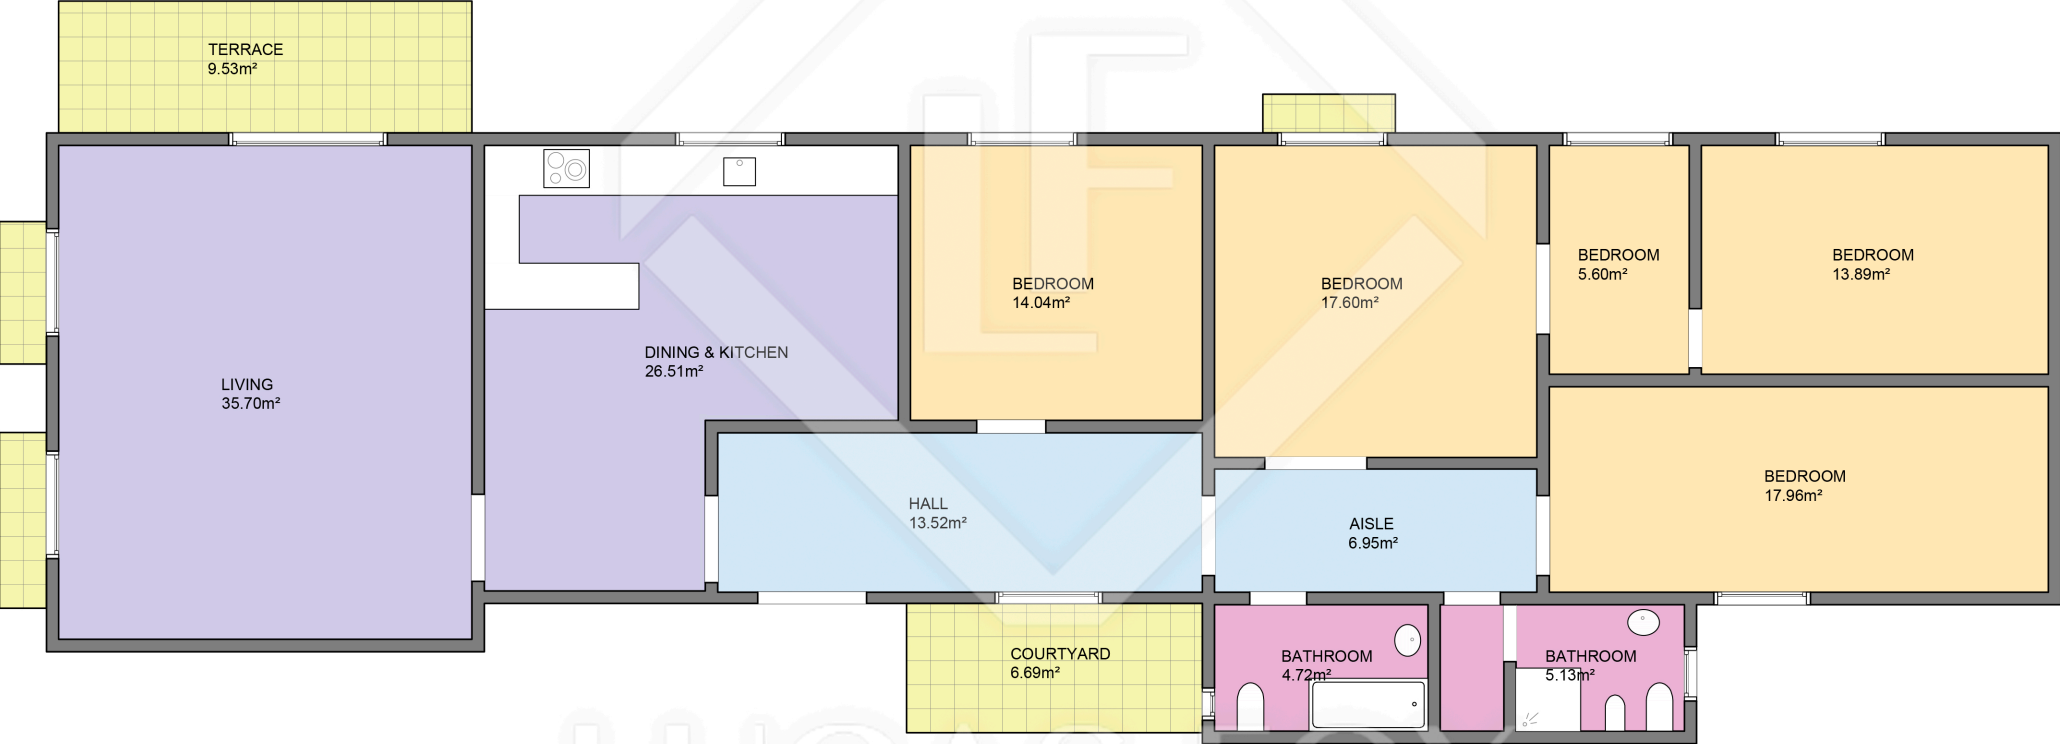 TERRACE
9.53m²
LIVING
35.70m²
DINING & KITCHEN
26.51m²
BEDROOM
14.04m²
BEDROOM
17.60m²
BEDROOM
5.60m²
BEDROOM
13.89m²
BEDROOM
17.96m²
HALL
13.52m²
AISLE
6.95m²
COURTYARD
6.69m²
BATHROOM
4.72m²
BATHROOM
5.13m²